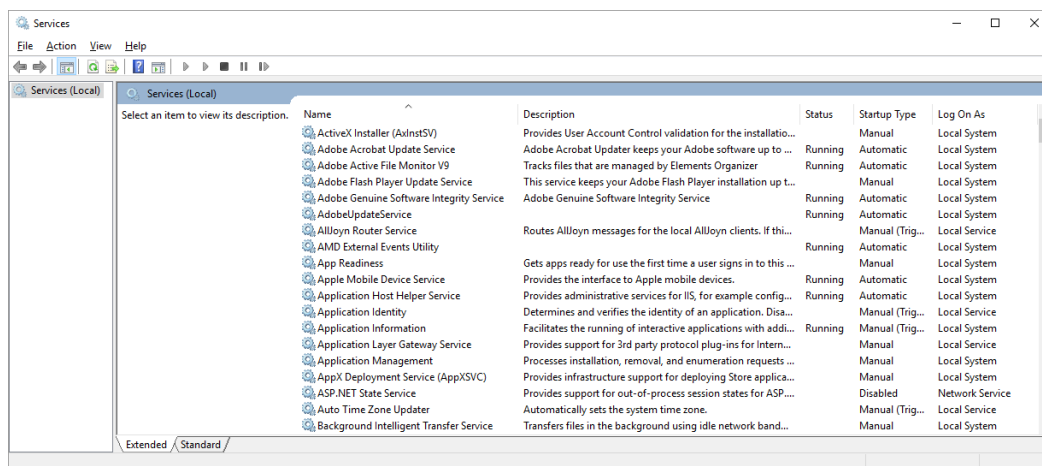 Services
File Action View Help
Services (Local)
Services (Local)
Select an item to view its description.
Name Description Status Startup Type Log On As
ActiveX Installer (AxInstSV) Provides User Account Control validation for the installatio... Manual Local System
Adobe Acrobat Update Service Adobe Acrobat Updater keeps your Adobe software up to ... Running Automatic Local System
Adobe Active File Monitor V9 Tracks files that are managed by Elements Organizer Running Automatic Local System
Adobe Flash Player Update Service This service keeps your Adobe Flash Player installation up t... Manual Local System
Adobe Genuine Software Integrity Service Adobe Genuine Software Integrity Service Running Automatic Local System
AdobeUpdateService Running Automatic Local System
AllJoyn Router Service Routes AllJoyn messages for the local AllJoyn clients. If thi... Manual (Trig... Local Service
AMD External Events Utility Running Automatic Local System
App Readiness Gets apps ready for use the first time a user signs in to this ... Manual Local System
Apple Mobile Device Service Provides the interface to Apple mobile devices. Running Automatic Local System
Application Host Helper Service Provides administrative services for IIS, for example config... Running Automatic Local System
Application Identity Determines and verifies the identity of an application. Disa... Manual (Trig... Local Service
Application Information Facilitates the running of interactive applications with addi... Running Manual (Trig... Local System
Application Layer Gateway Service Provides support for 3rd party protocol plug-ins for Intern... Manual Local Service
Application Management Processes installation, removal, and enumeration requests ... Manual Local System
AppX Deployment Service (AppXSVC) Provides infrastructure support for deploying Store applica... Manual Local System
ASP.NET State Service Provides support for out-of-process session states for ASP.... Disabled Network Service
Auto Time Zone Updater Automatically sets the system time zone. Manual (Trig... Local Service
Background Intelligent Transfer Service Transfers files in the background using idle network band... Manual Local System
Extended Standard